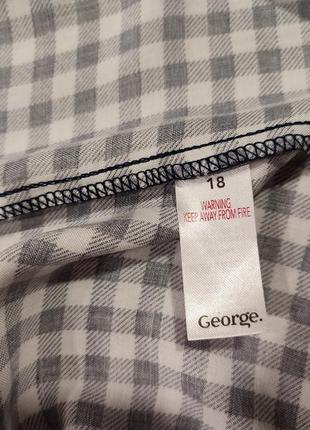 18
WARNING
KEEP AWAY FROM FIRE
George.